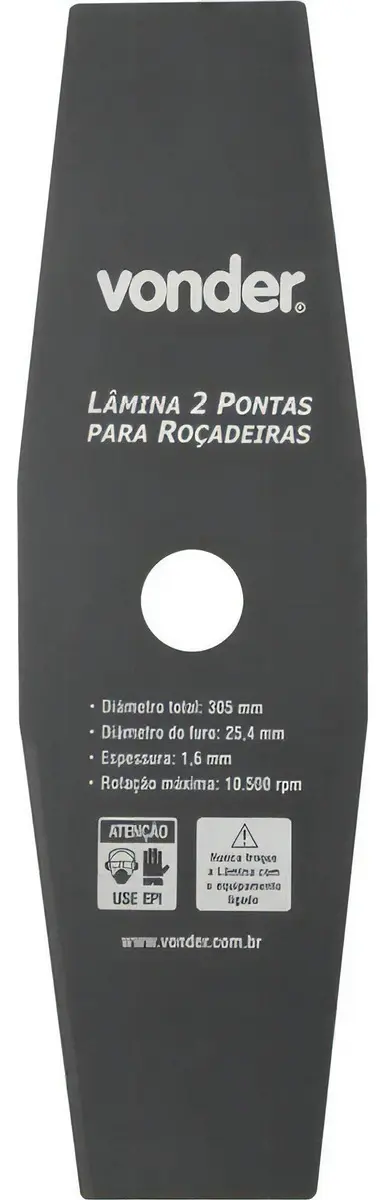 vonder®
LÂMINA 2 PONTAS
PARA ROÇADEIRAS
• Diâmetro total: 305 mm
• Diâmetro do furo: 25,4 mm
• Espessura: 1,6 mm
• Rotação máxima: 10.500 rpm
ATENÇÃO
USE EPI
Nunca troque
a Lâmina com
o equipamento
ligado
www.vonder.com.br